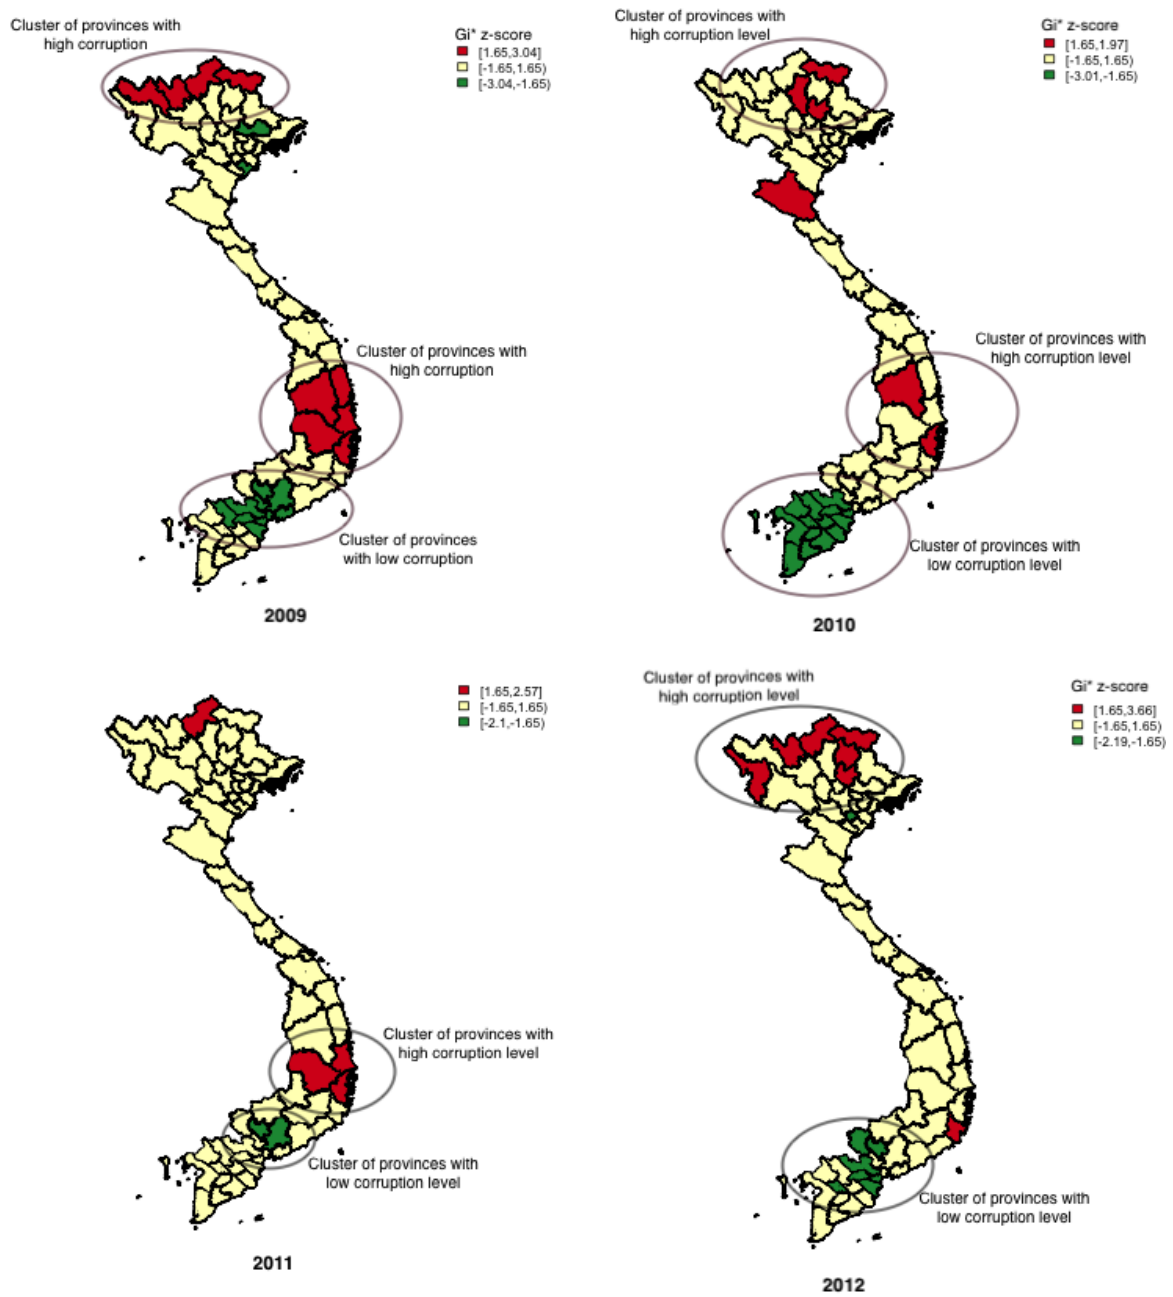 Cluster of provinces with
high corruption
Gi* z-score
[1.65,3.04]
[-1.65,1.65)
[-3.04,-1.65)
Cluster of provinces with
high corruption
Cluster of provinces
with low corruption
2009
Cluster of provinces with
high corruption level
Gi* z-score
[1.65,1.97]
[-1.65,1.65)
[-3.01,-1.65)
Cluster of provinces with
high corruption level
Cluster of provinces with
low corruption level
2010
[1.65,2.57]
[-1.65,1.65)
[-2.1,-1.65)
Cluster of provinces with
high corruption level
Cluster of provinces with
low corruption level
2011
Cluster of provinces with
high corruption level
Gi* z-score
[1.65,3.66]
[-1.65,1.65)
[-2.19,-1.65)
Cluster of provinces with
low corruption level
2012